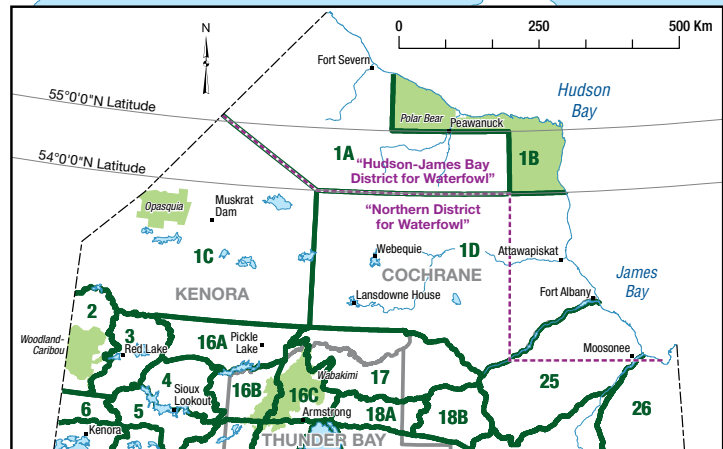 N
0 250 500 Km
Fort Severn
Hudson
Bay
55°0'0"N Latitude
Polar Bear
Peawanuck
1A
"Hudson-James Bay
District for Waterfowl"
1B
54°0'0"N Latitude
Opasquia
Muskrat
Dam
"Northern District
for Waterfowl"
1C
Webequie
1D
Attawapiskat
COCHRANE
James
Bay
KENORA
Lansdowne House
Fort Albany
2
3
Woodland-
Caribou
Red Lake
16A
Pickle
Lake
Moosonee
Wabakimi
17
25
4
Sioux
Lookout
16B
16C
6
5
Armstrong
18A
18B
26
Kenora
THUNDER BAY